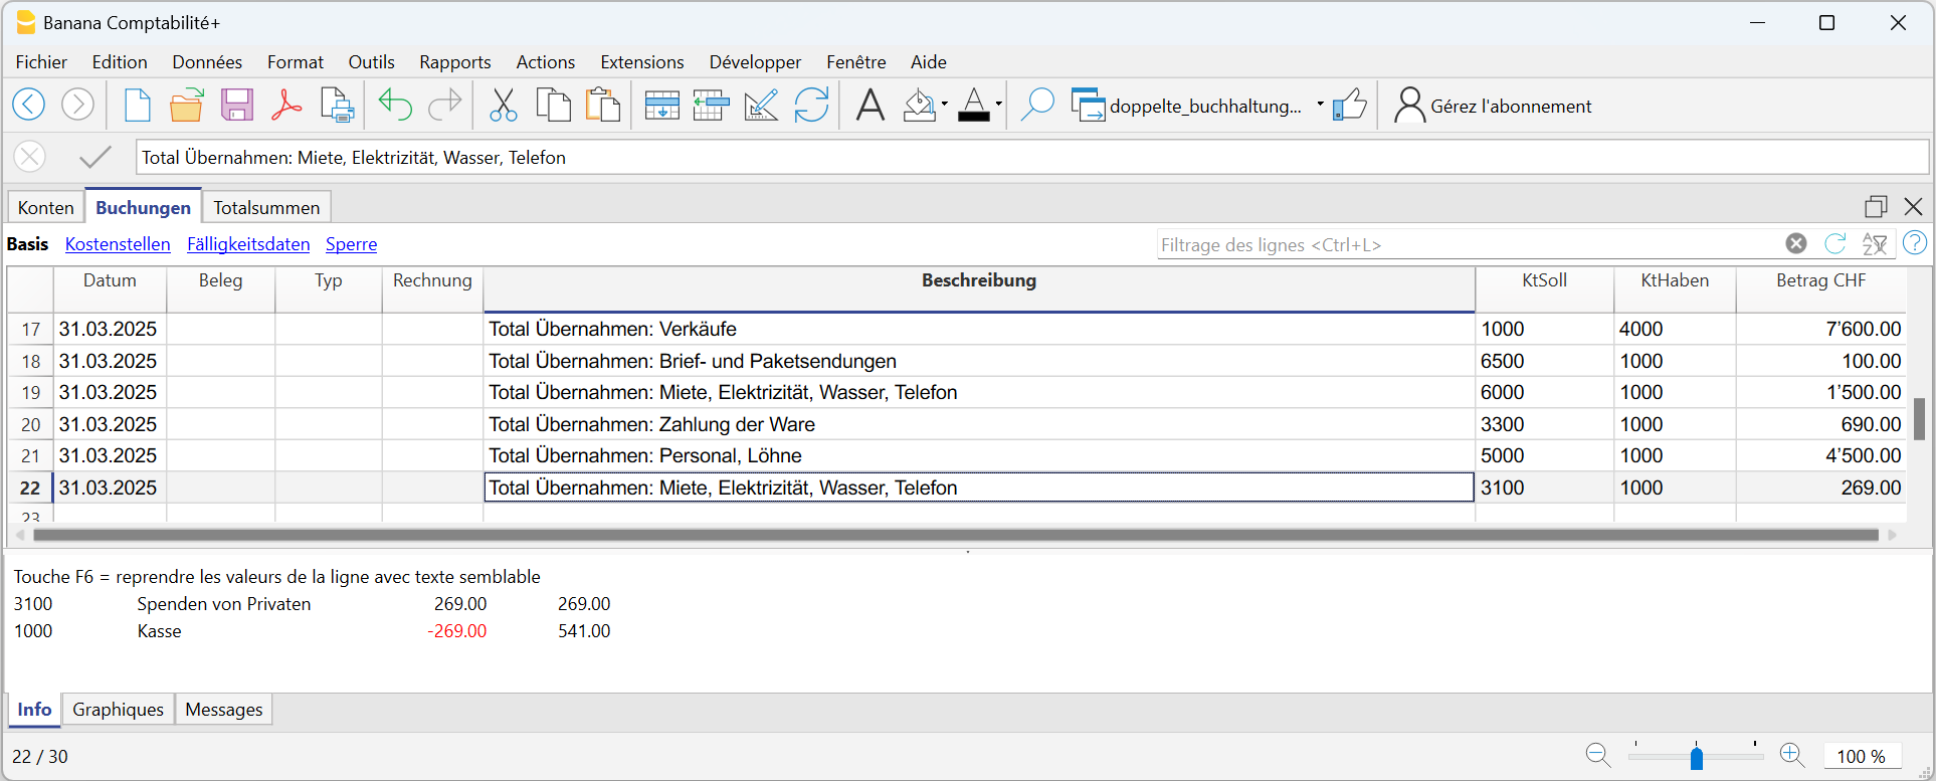 Banana Comptabilité+
Fichier Edition Données Format Outils Rapports Actions Extensions Développer Fenêtre Aide
doppelte_buchhaltung... Gérez l'abonnement
Total Übernahmen: Miete, Elektrizität, Wasser, Telefon
Konten Buchungen Totalsummen
Basis Kostenstellen Fälligkeitsdaten Sperre Filtrage des lignes <Ctrl+L>
Datum Beleg Typ Rechnung Beschreibung KtSoll KtHaben Betrag CHF
17 31.03.2025 Total Übernahmen: Verkäufe 1000 4000 7'600.00
18 31.03.2025 Total Übernahmen: Brief- und Paketsendungen 6500 1000 100.00
19 31.03.2025 Total Übernahmen: Miete, Elektrizität, Wasser, Telefon 6000 1000 1'500.00
20 31.03.2025 Total Übernahmen: Zahlung der Ware 3300 1000 690.00
21 31.03.2025 Total Übernahmen: Personal, Löhne 5000 1000 4'500.00
22 31.03.2025 Total Übernahmen: Miete, Elektrizität, Wasser, Telefon 3100 1000 269.00
23
Touche F6 = reprendre les valeurs de la ligne avec texte semblable
3100 Spenden von Privaten 269.00 269.00
1000 Kasse -269.00 541.00
Info Graphiques Messages
22 / 30 100 %